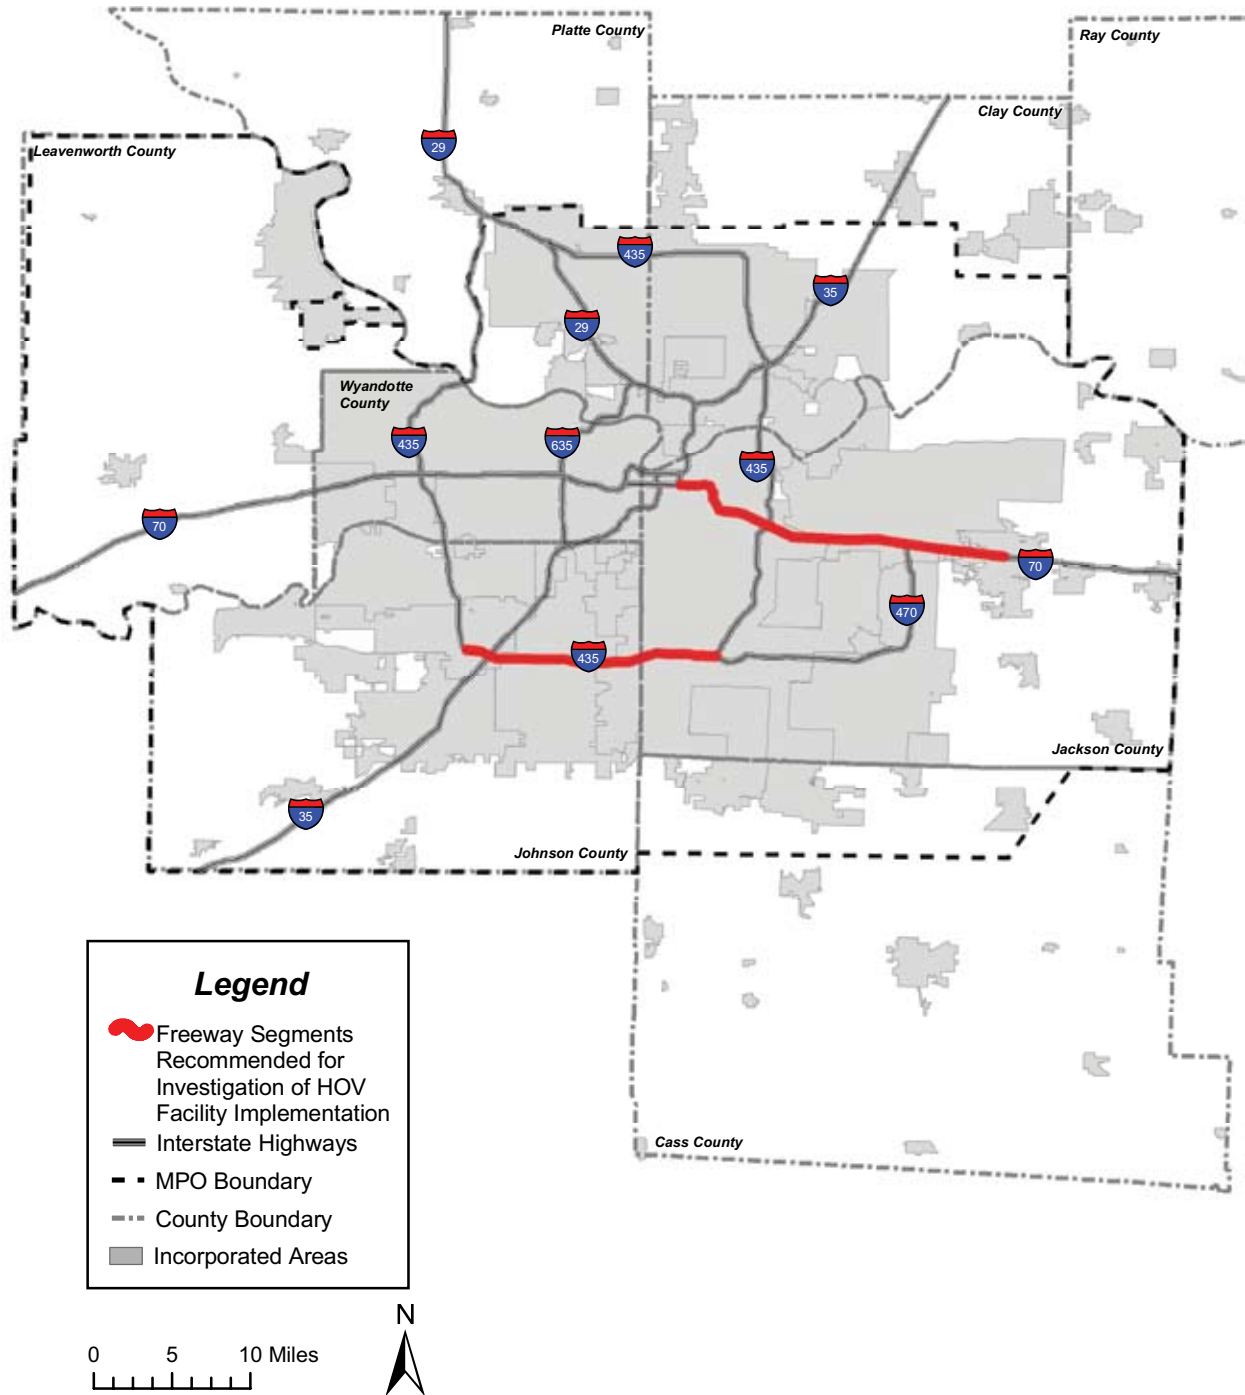 Platte County
Ray County
Clay County
Leavenworth County
29
435
35
29
Wyandotte
County
435
635
435
70
70
470
435
Jackson County
35
Johnson County
Cass County
Legend
Freeway Segments
Recommended for
Investigation of HOV
Facility Implementation
Interstate Highways
MPO Boundary
County Boundary
Incorporated Areas
N
0 5 10 Miles